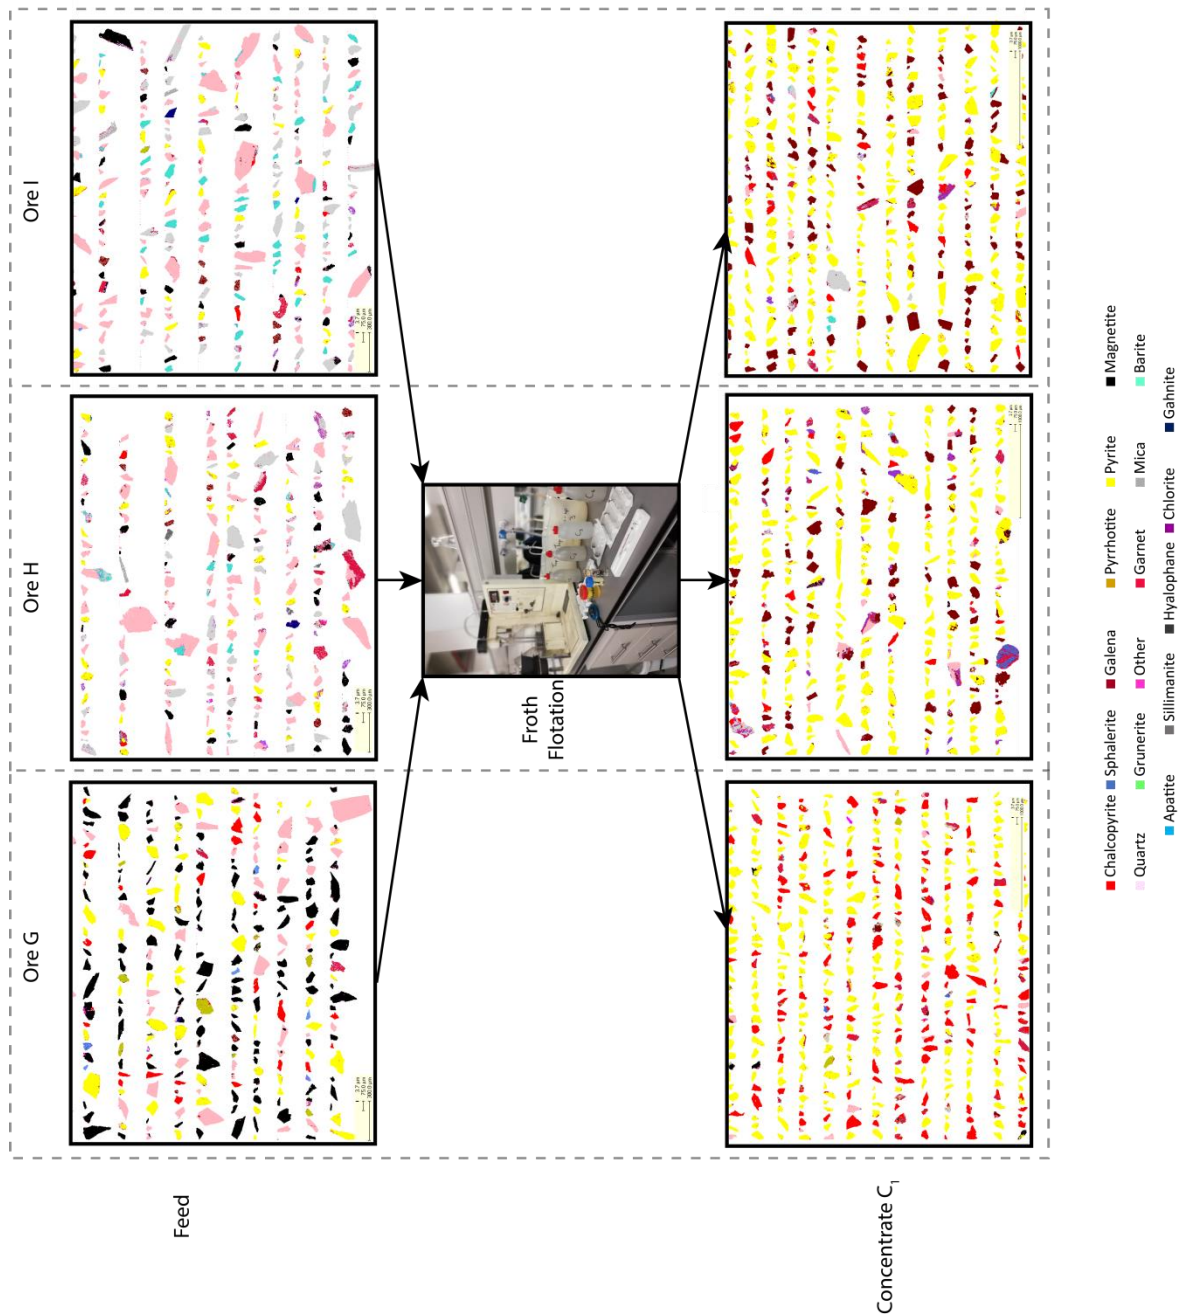 Ore G
Ore H
Ore I
Feed
Froth
Flotation
Concentrate C₁
Chalcopyrite
Sphalerite
Galena
Pyrrhotite
Pyrite
Magnetite
Quartz
Grunerite
Other
Garnet
Mica
Barite
Apatite
Sillimanite
Hyalophane
Chlorite
Gahnite